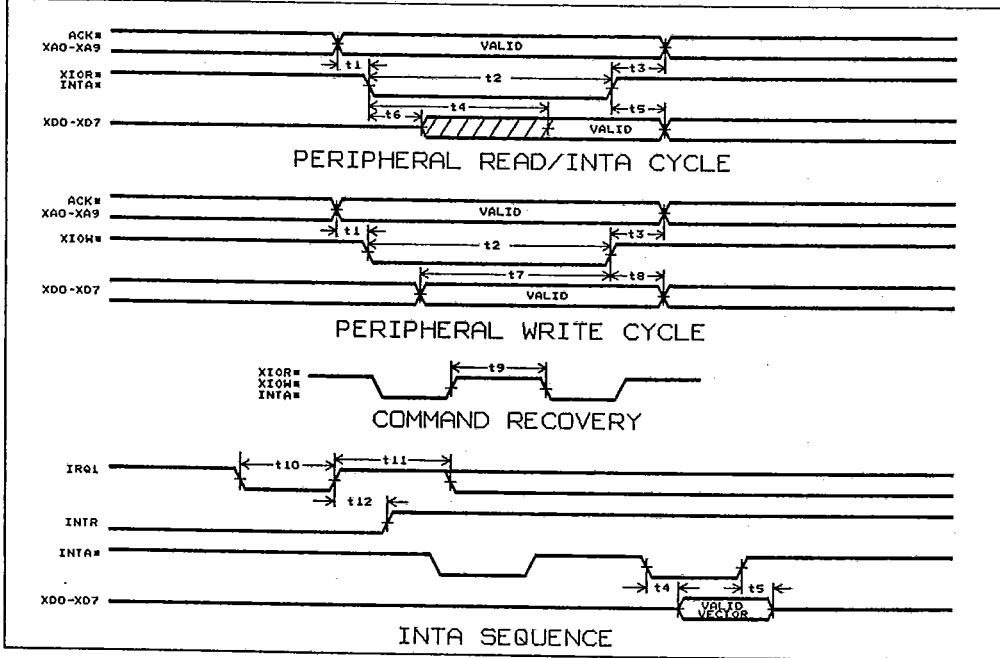 ACK#
XA0-XA9
VALID
t1
t2
t3
XIOR#
INTA#
t4
t6
t5
XD0-XD7
VALID
PERIPHERAL READ/INTA CYCLE
ACK#
XA0-XA9
VALID
t1
t2
t3
XIOW#
t7
t8
XD0-XD7
VALID
PERIPHERAL WRITE CYCLE
XIOR#
XIOW#
INTA#
t9
COMMAND RECOVERY
IRQ1
t10
t11
t12
INTR
INTA#
t4
t5
XD0-XD7
VALID
VECTOR
INTA SEQUENCE